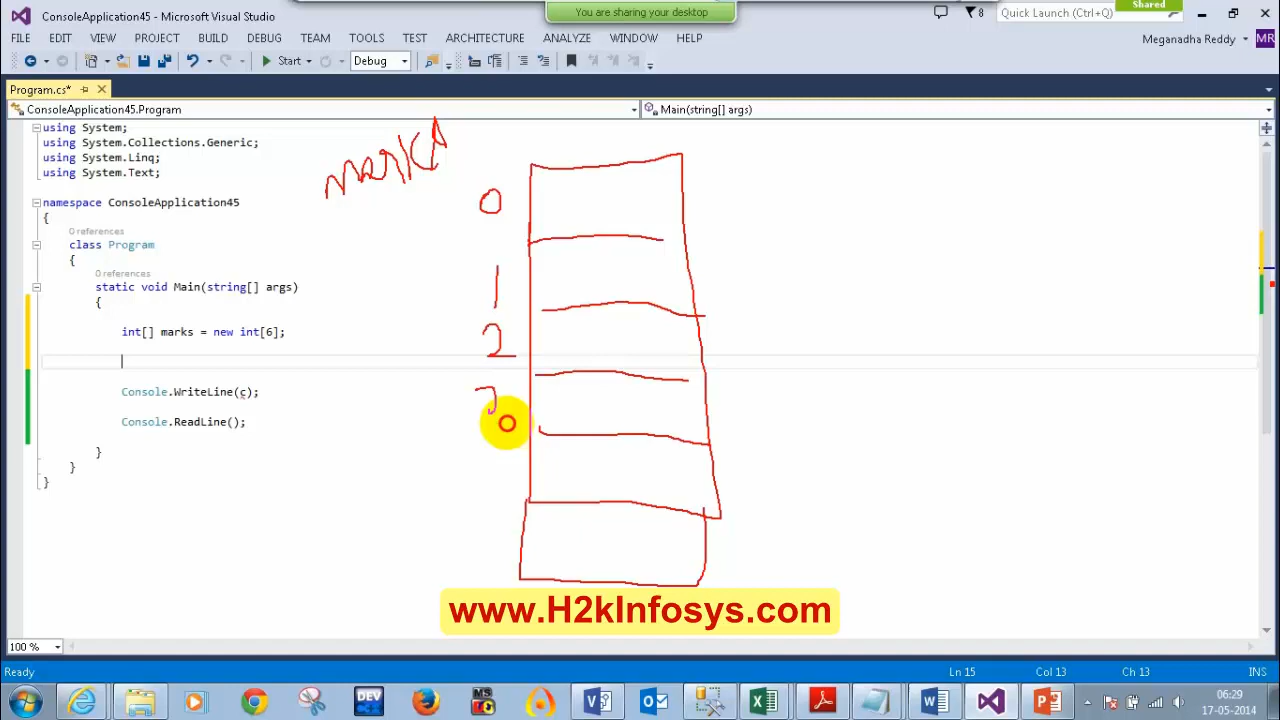 ConsoleApplication45 - Microsoft Visual Studio
You are sharing your desktop
Shared
8
Quick Launch (Ctrl+Q)
FILE EDIT VIEW PROJECT BUILD DEBUG TEAM TOOLS TEST ARCHITECTURE ANALYZE WINDOW HELP
Meganadha Reddy MR
Start Debug
Program.cs*
ConsoleApplication45.Program Main(string[] args)
using System;
using System.Collections.Generic;
using System.Linq;
using System.Text;
marks
namespace ConsoleApplication45
{
0 references
class Program
{
0 references
static void Main(string[] args)
{
int[] marks = new int[6];
Console.WriteLine(c);
Console.ReadLine();
}
}
}
0
1
2
www.H2kInfosys.com
100 %
Ready Ln 15 Col 13 Ch 13 INS
DEV
MS
06:29
17-05-2014